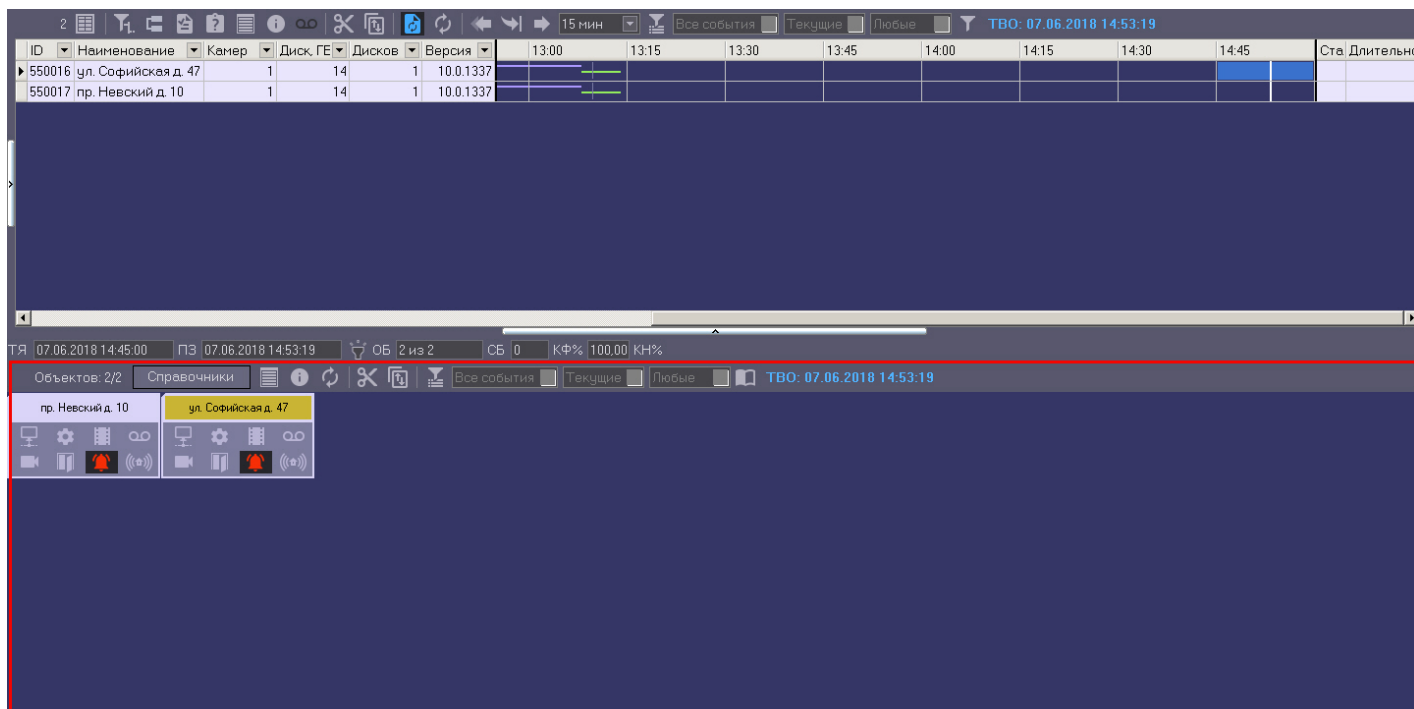 2 15 мин Все события Текущие Любые ТВО: 07.06.2018 14:53:19
ID Наименование Камер Диск, ГЕ Дисков Версия 13:00 13:15 13:30 13:45 14:00 14:15 14:30 14:45 Ста Длительно
550016 ул. Софийская д. 47 1 14 1 10.0.1337
550017 пр. Невский д. 10 1 14 1 10.0.1337
ТЯ 07.06.2018 14:45:00 ПЗ 07.06.2018 14:53:19 ОБ 2 из 2 СБ 0 КФ% 100,00 КН%
Объектов: 2/2 Справочники Все события Текущие Любые ТВО: 07.06.2018 14:53:19
пр. Невский д. 10 ул. Софийская д. 47